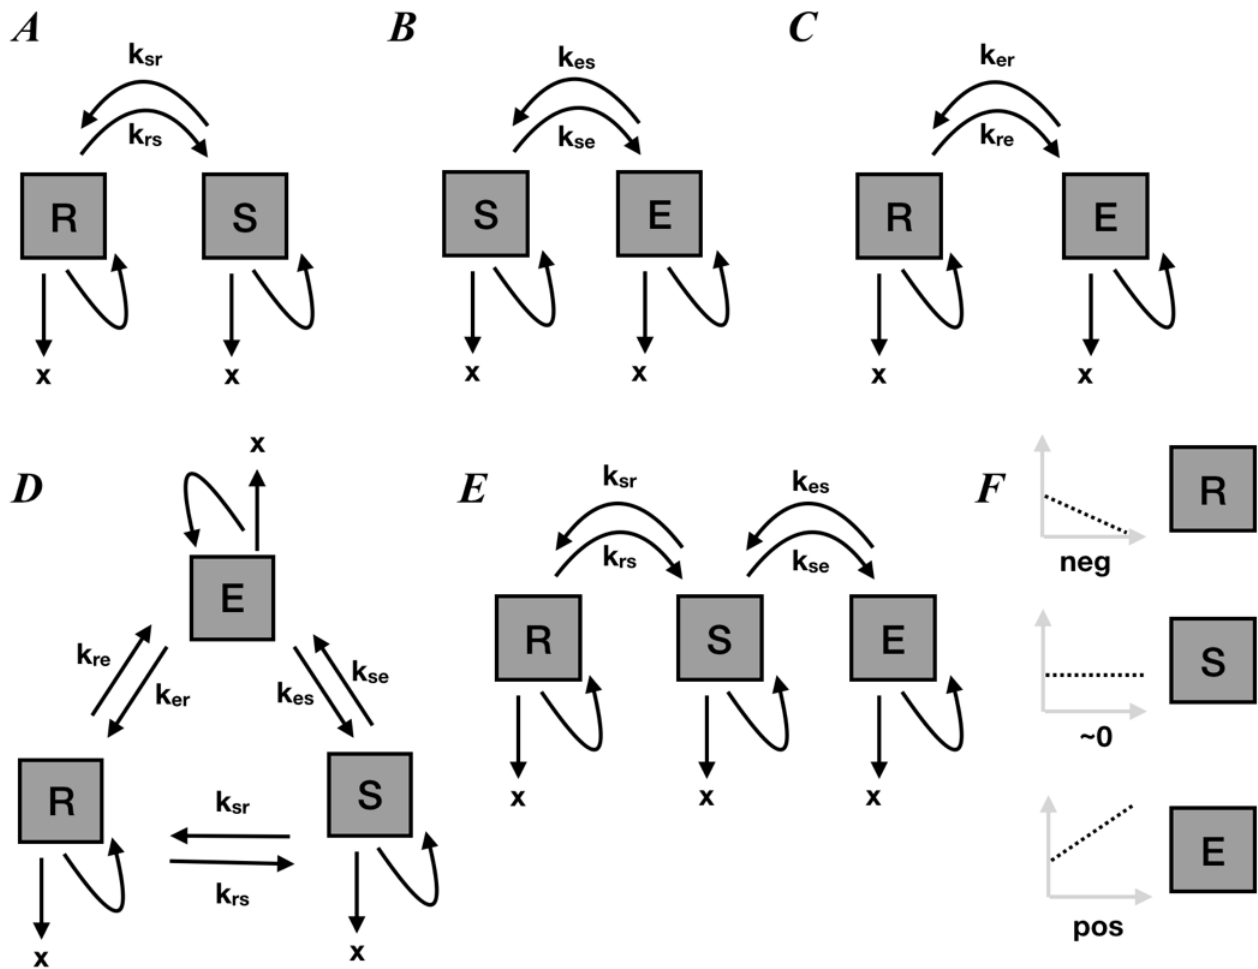 A
k_sr
k_rs
R
S
x
x
B
k_es
k_se
S
E
x
x
C
k_er
k_re
R
E
x
x
D
x
E
k_re
k_er
k_es
k_se
R
S
k_sr
k_rs
x
x
E
k_sr
k_rs
k_es
k_se
R
S
E
x
x
x
F
R
neg
S
~0
E
pos